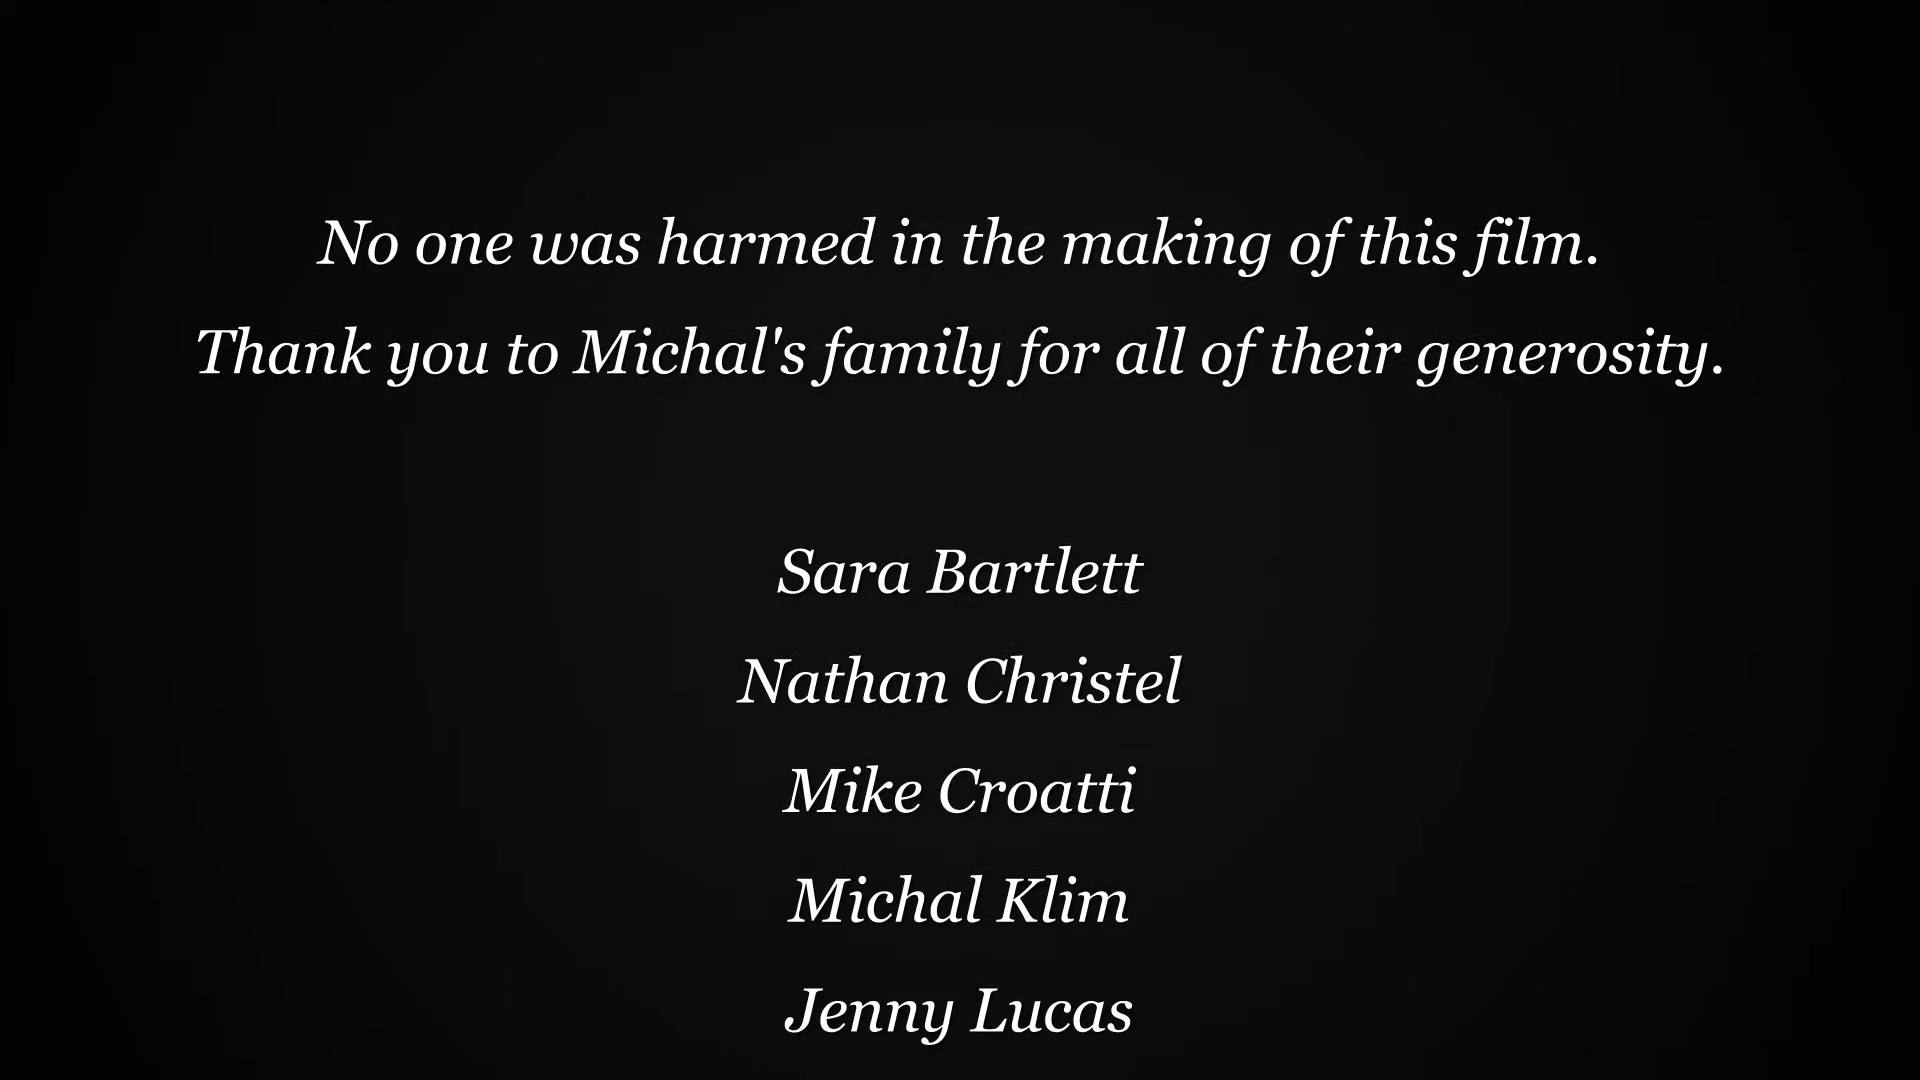 No one was harmed in the making of this film.
Thank you to Michal's family for all of their generosity.
Sara Bartlett
Nathan Christel
Mike Croatti
Michal Klim
Jenny Lucas